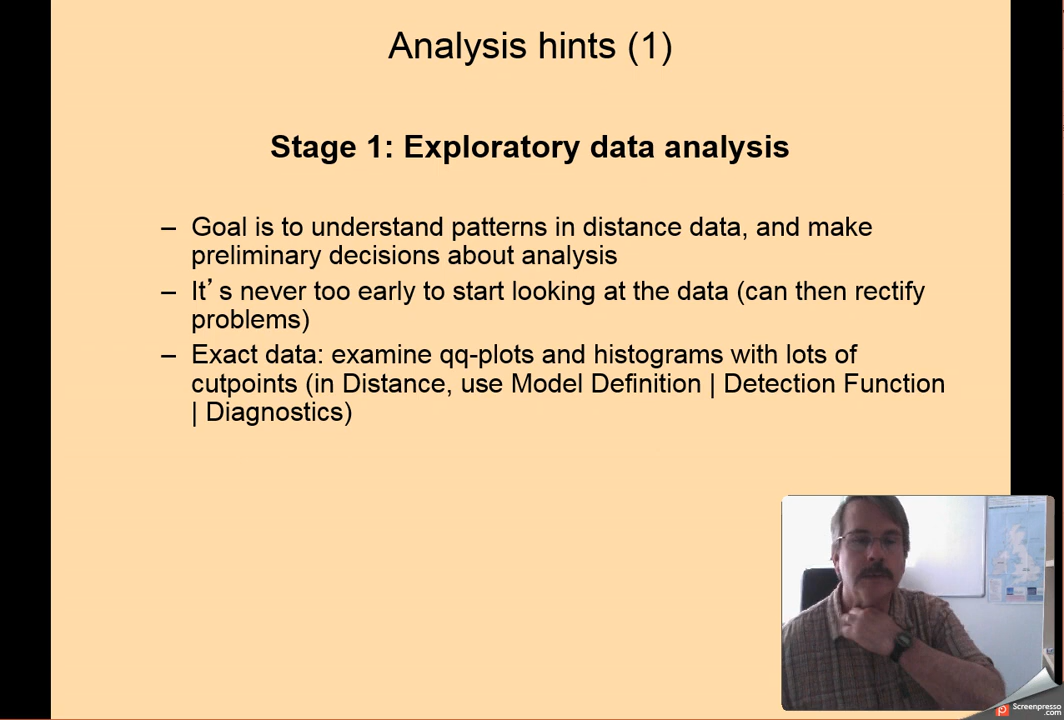 Analysis hints (1)
Stage 1: Exploratory data analysis
– Goal is to understand patterns in distance data, and make
preliminary decisions about analysis
– It’s never too early to start looking at the data (can then rectify
problems)
– Exact data: examine qq-plots and histograms with lots of
cutpoints (in Distance, use Model Definition | Detection Function
| Diagnostics)
Screenpresso
.com